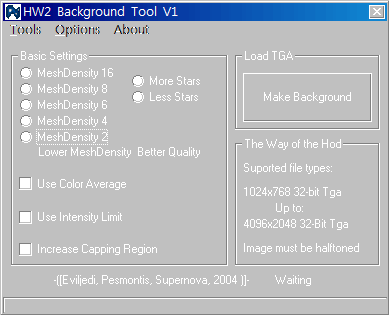 HW2 Background Tool V1
Tools Options About
Basic Settings
MeshDensity 16
MeshDensity 8
MeshDensity 6
MeshDensity 4
MeshDensity 2
More Stars
Less Stars
Lower MeshDensity Better Quality
Use Color Average
Use Intensity Limit
Increase Capping Region
Load TGA
Make Background
The Way of the Hod
Suported file types:
1024x768 32-bit Tga
Up to:
4096x2048 32-bit Tga
Image must be halftoned
-{[Eviljedi, Pesmontis, Supernova, 2004 ]}-
Waiting